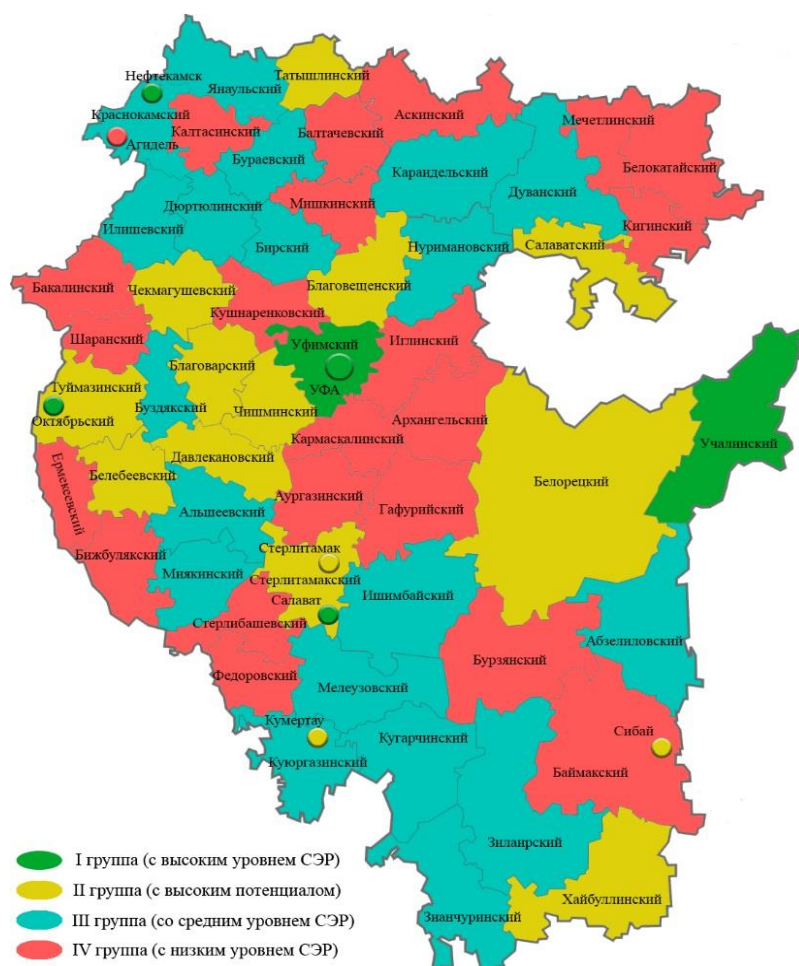 Татышлинский
Нефтекамск
Янаульский
Аскинский
Краснокамский
Мечетлинский
Калтасинский
Балтачевский
Агидель
Бураевский
Белокатайский
Караидельский
Дуванский
Дюртюлинский
Мишкинский
Кигинский
Илишевский
Бирский
Нуримановский
Салаватский
Бакалинский
Чекмагушевский
Благовещенский
Кушнаренковский
Шаранский
Уфимский
Иглинский
Благоварский
Туймазинский
УФА
Буздякский
Чишминский
Архангельский
Октябрьский
Кармаскалинский
Учалинский
Давлекановский
Ермекеевский
Белебеевский
Белорецкий
Аургазинский
Альшеевский
Гафурийский
Стерлитамак
Бижбулякский
Миякинский
Стерлитамакский
Салават
Ишимбайский
Стерлибашевский
Абзелиловский
Бурзянский
Федоровский
Мелеузовский
Кумертау
Сибай
Кугарчинский
Куюргазинский
Баймакский
Зилаирский
Хайбуллинский
Зианчуринский
I группа (с высоким уровнем СЭР)
II группа (с высоким потенциалом)
III группа (со средним уровнем СЭР)
IV группа (с низким уровнем СЭР)